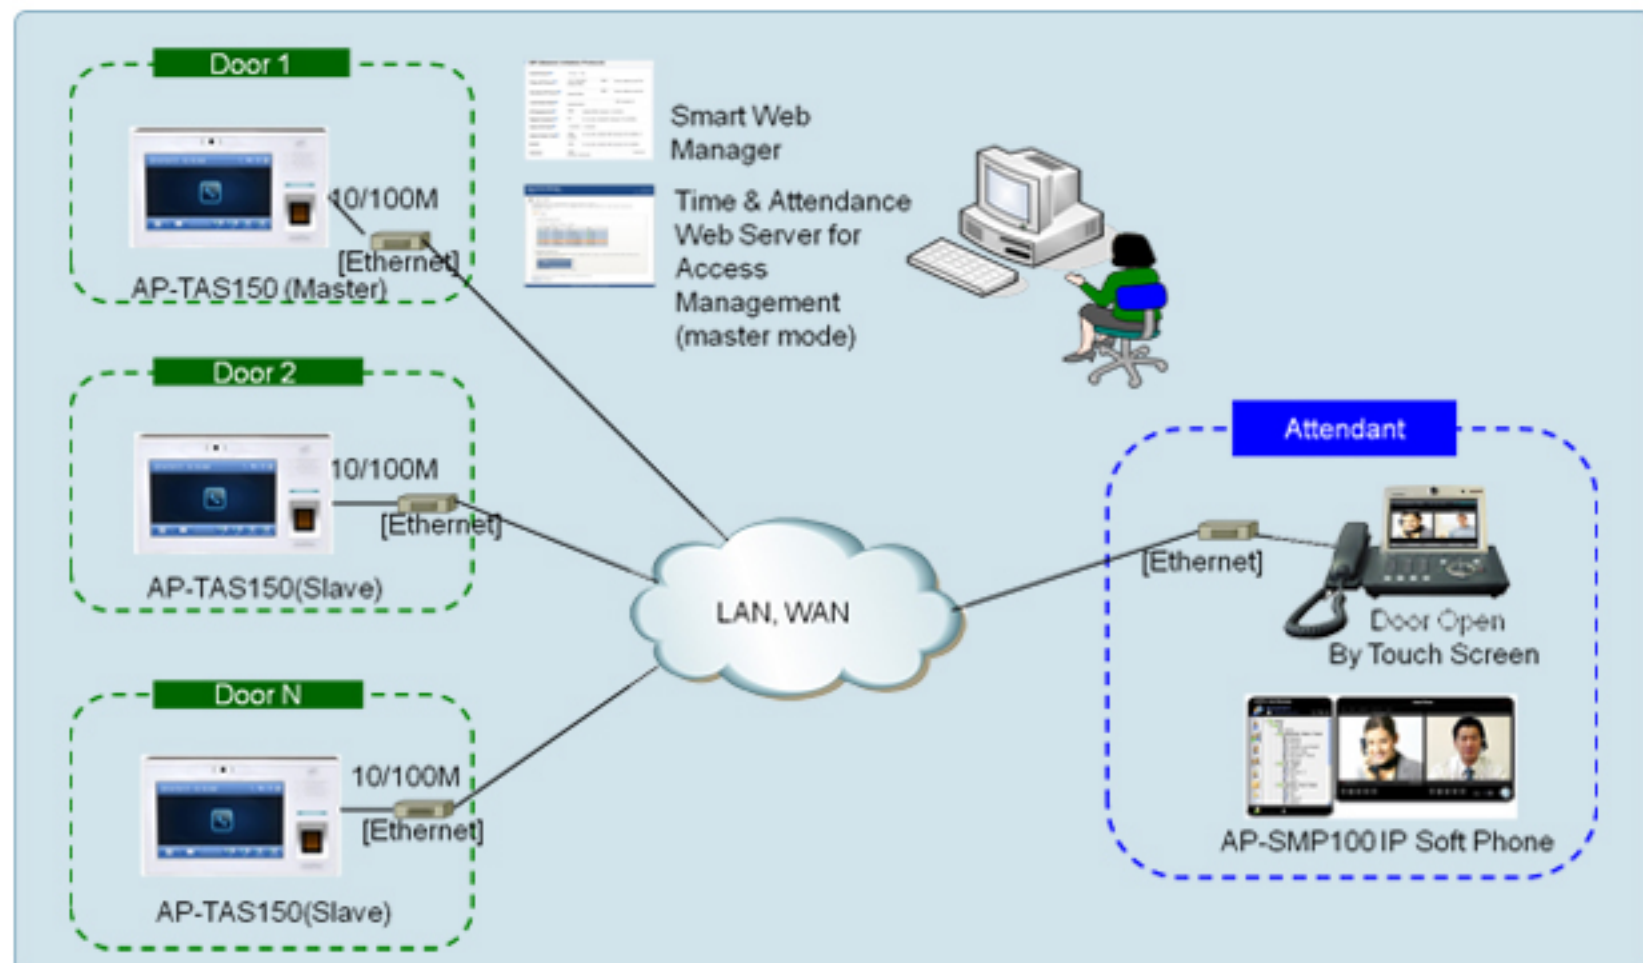 Door 1
10/100M
[Ethernet]
AP-TAS150 (Master)
Smart Web
Manager
Time & Attendance
Web Server for
Access
Management
(master mode)
Door 2
10/100M
[Ethernet]
AP-TAS150(Slave)
Door N
10/100M
[Ethernet]
AP-TAS150(Slave)
LAN, WAN
Attendant
[Ethernet]
Door Open
By Touch Screen
AP-SMP100 IP Soft Phone